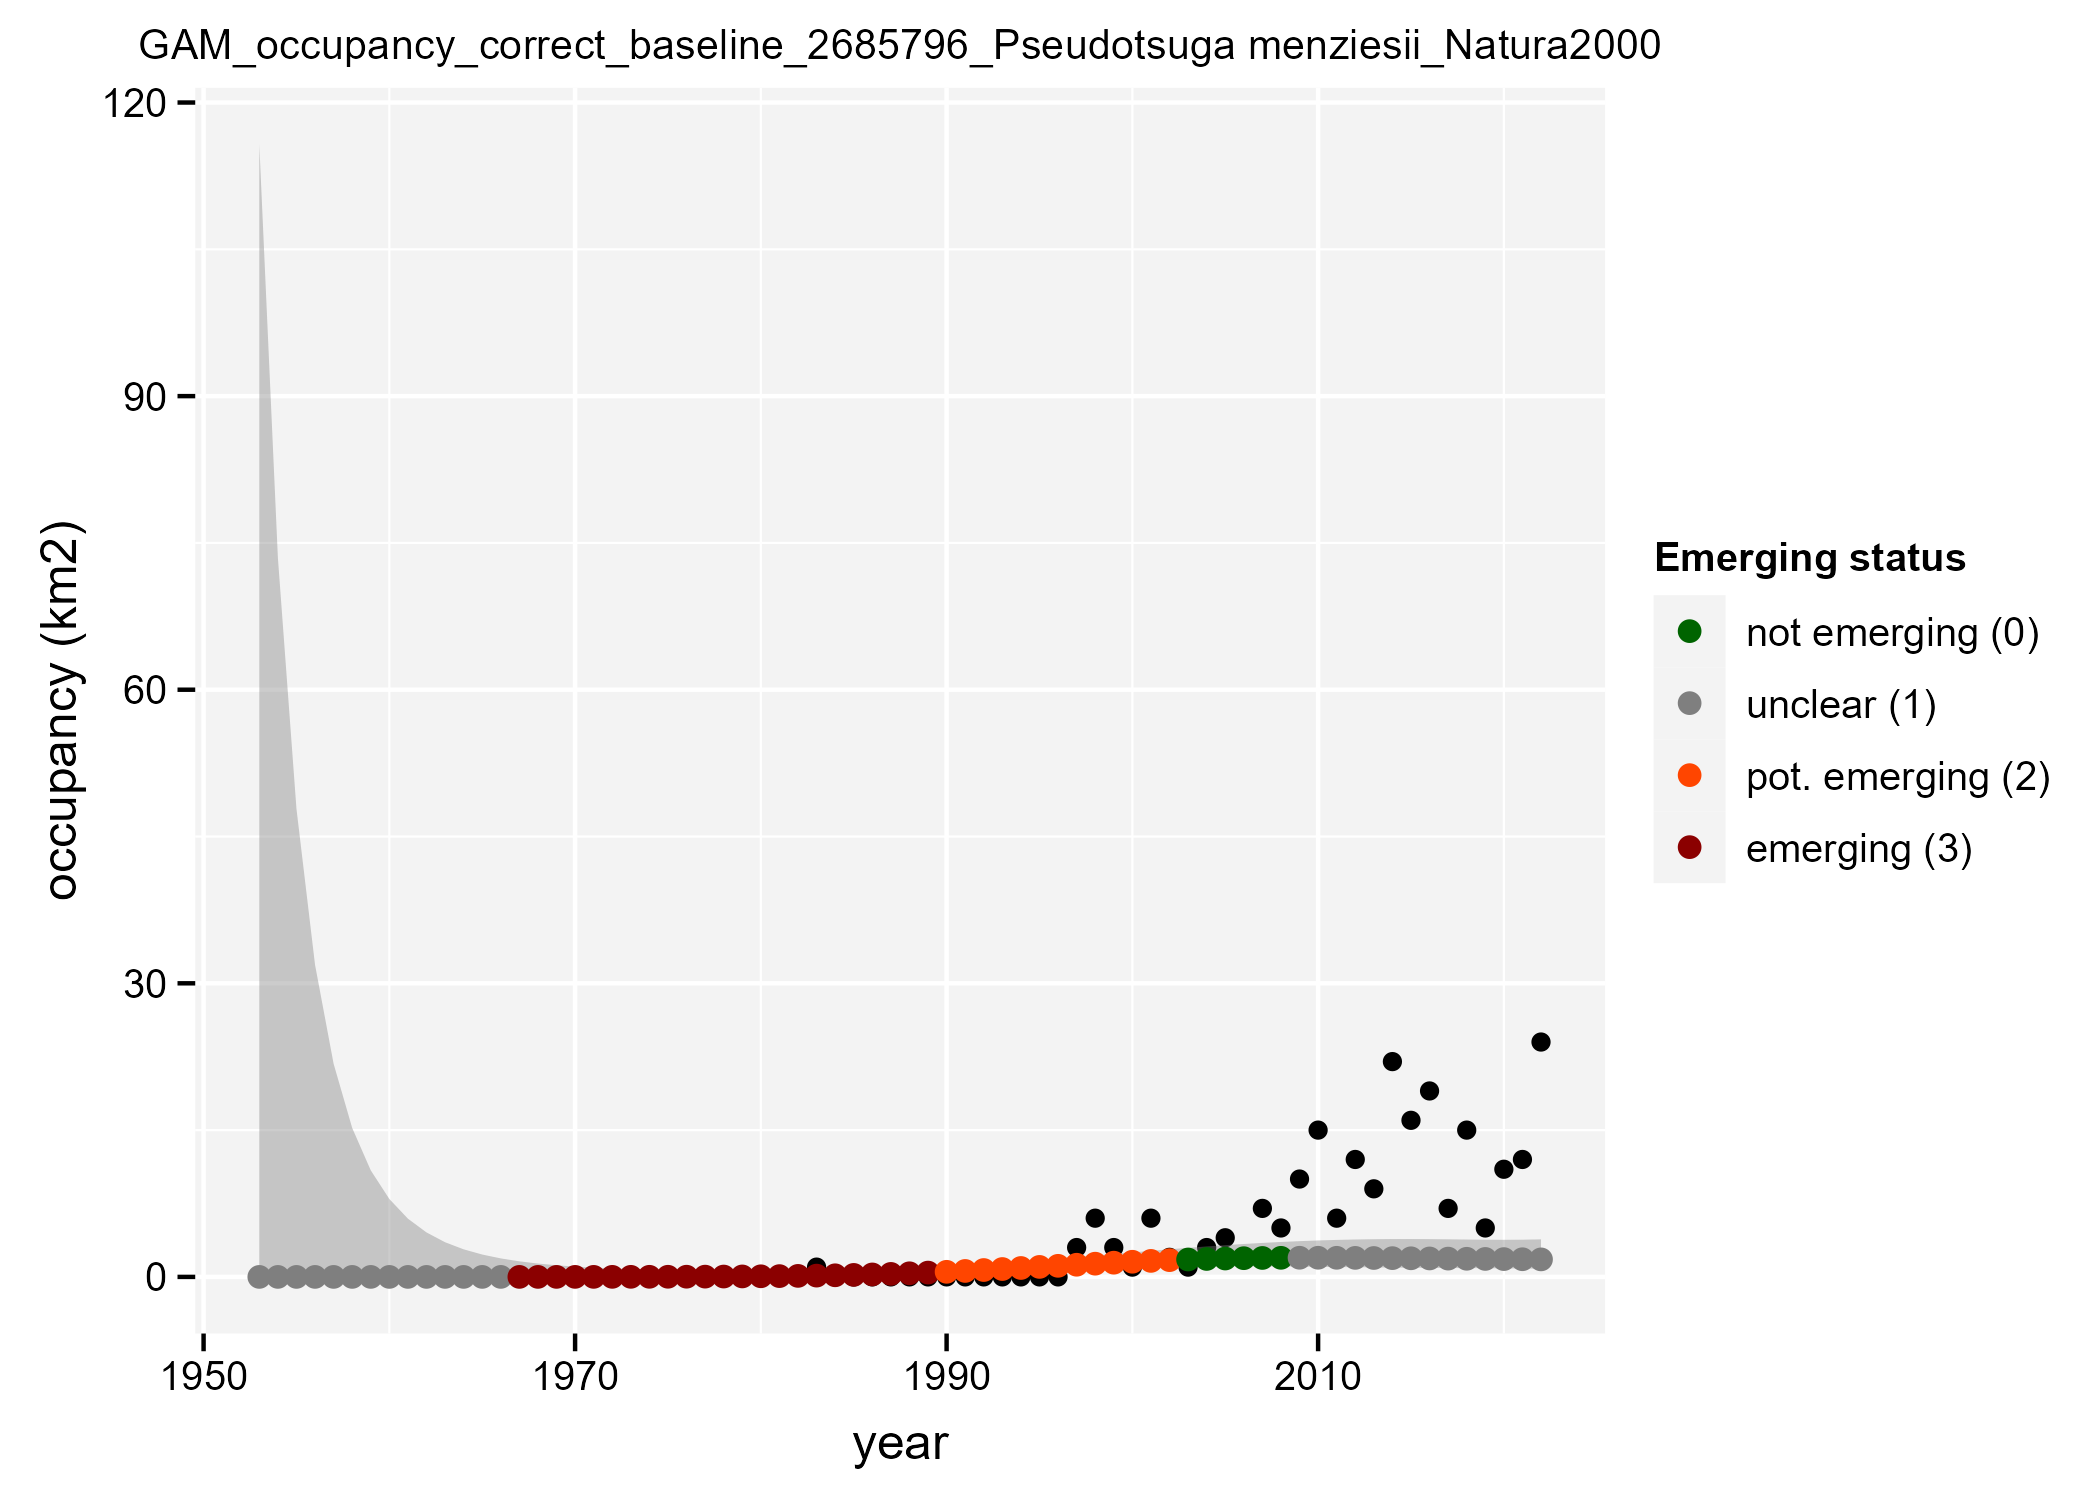 GAM_occupancy_correct_baseline_2685796_Pseudotsuga menziesii_Natura2000
120
90
60
30
0
occupancy (km2)
1950
1970
1990
2010
year
Emerging status
not emerging (0)
unclear (1)
pot. emerging (2)
emerging (3)